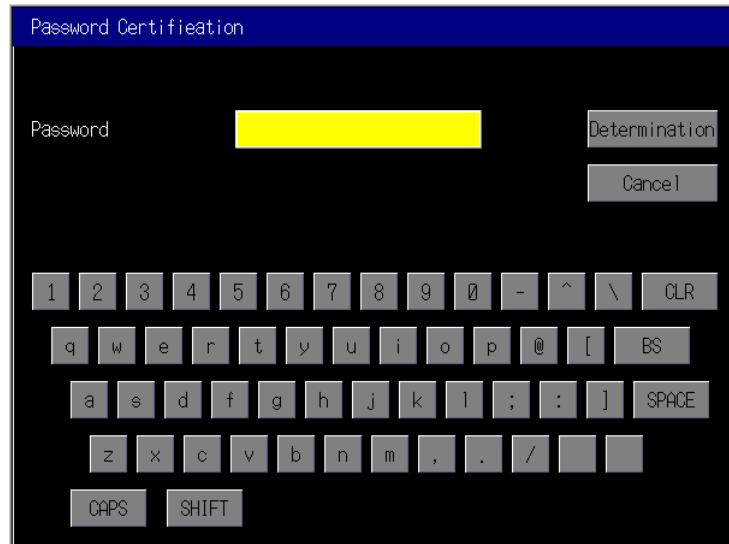 Password Certifieation
Password
Determination
Cancel
1 2 3 4 5 6 7 8 9 0 - ^ \ CLR
q w e r t y u i o p @ [ BS
a s d f g h j k l ; : ] SPACE
z x c v b n m , . /
CAPS SHIFT